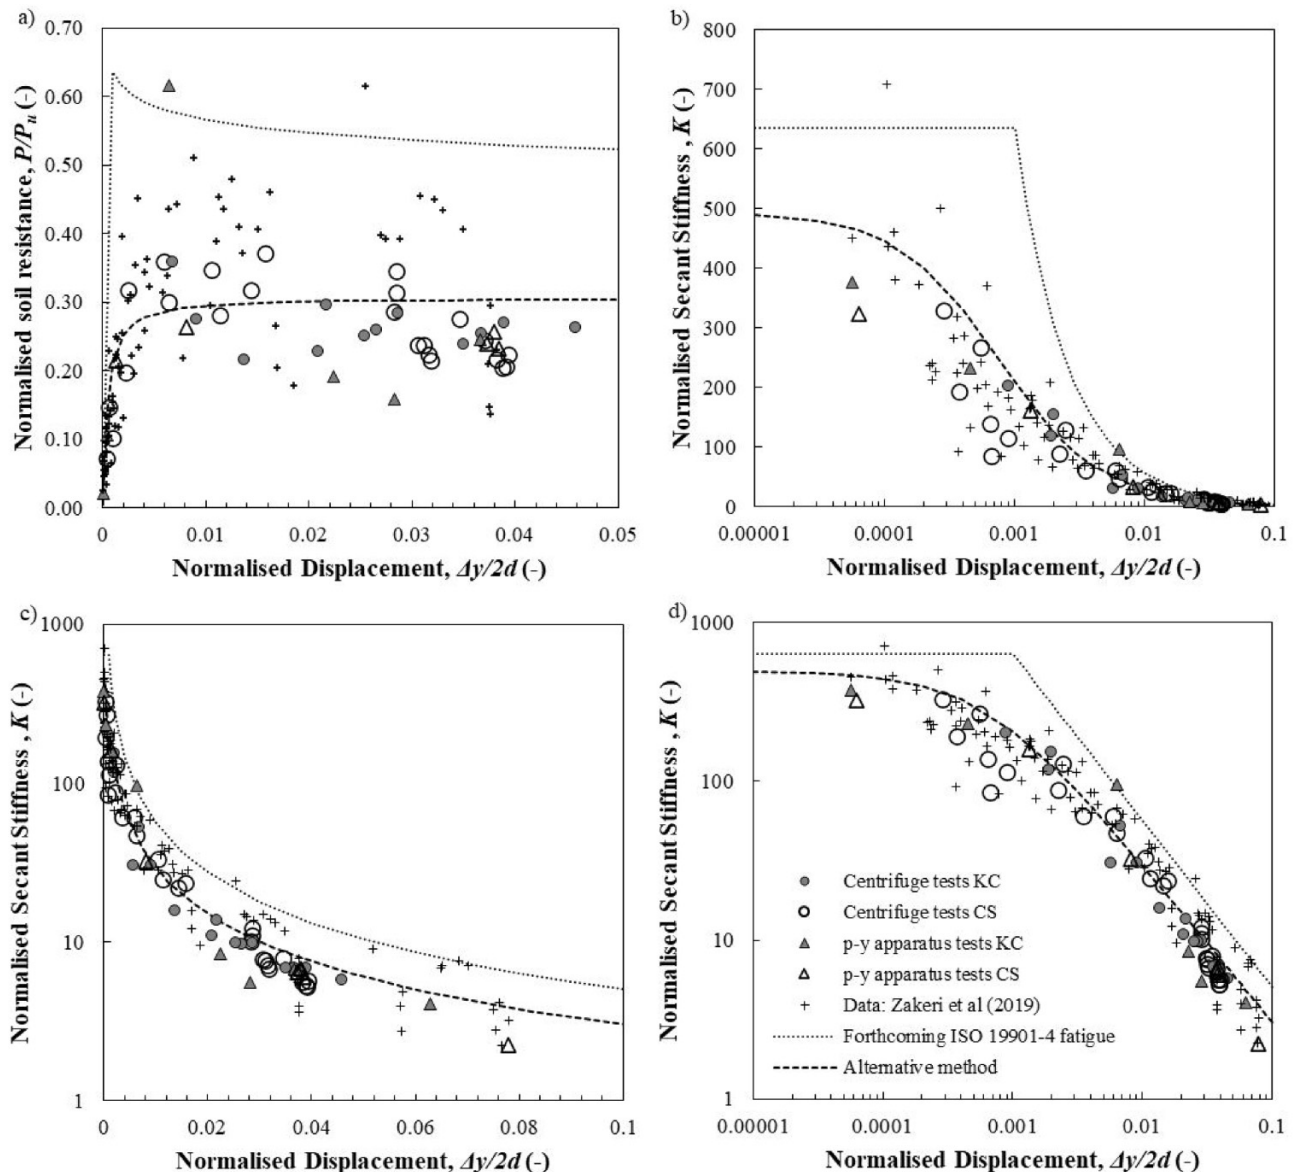 a)
0.70
0.60
0.50
0.40
0.30
0.20
0.10
0.00
Normalised soil resistance, P/Pu (-)
0 0.01 0.02 0.03 0.04 0.05
Normalised Displacement, Δy/2d (-)
b)
800
700
600
500
400
300
200
100
0
Normalised Secant Stiffness , K (-)
0.00001 0.0001 0.001 0.01 0.1
Normalised Displacement, Δy/2d (-)
c)
1000
100
10
1
Normalised Secant Stiffness , K (-)
0 0.02 0.04 0.06 0.08 0.1
Normalised Displacement, Δy/2d (-)
d)
1000
100
10
1
Normalised Secant Stiffness , K (-)
Centrifuge tests KC
Centrifuge tests CS
p-y apparatus tests KC
p-y apparatus tests CS
Data: Zakeri et al (2019)
Forthcoming ISO 19901-4 fatigue
Alternative method
0.00001 0.0001 0.001 0.01 0.1
Normalised Displacement, Δy/2d (-)